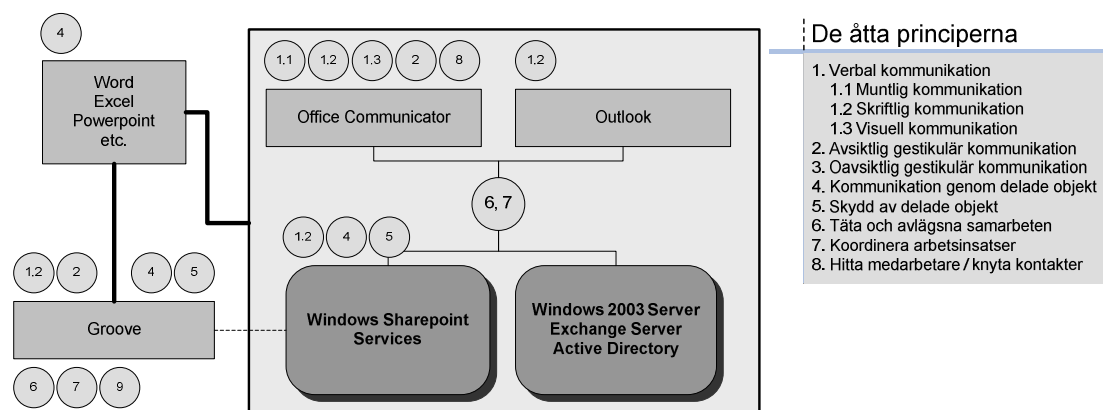 4
Word
Excel
Powerpoint
etc.
1.1 1.2 1.3 2 8
1.2
Office Communicator
Outlook
6, 7
1.2 4 5
1.2 2 4 5
Groove
6 7 9
Windows Sharepoint
Services
Windows 2003 Server
Exchange Server
Active Directory
De åtta principerna
1. Verbal kommunikation
1.1 Muntlig kommunikation
1.2 Skriftlig kommunikation
1.3 Visuell kommunikation
2. Avsiktlig gestikulär kommunikation
3. Oavsiktlig gestikulär kommunikation
4. Kommunikation genom delade objekt
5. Skydd av delade objekt
6. Täta och avlägsna samarbeten
7. Koordinera arbetsinsatser
8. Hitta medarbetare / knyta kontakter